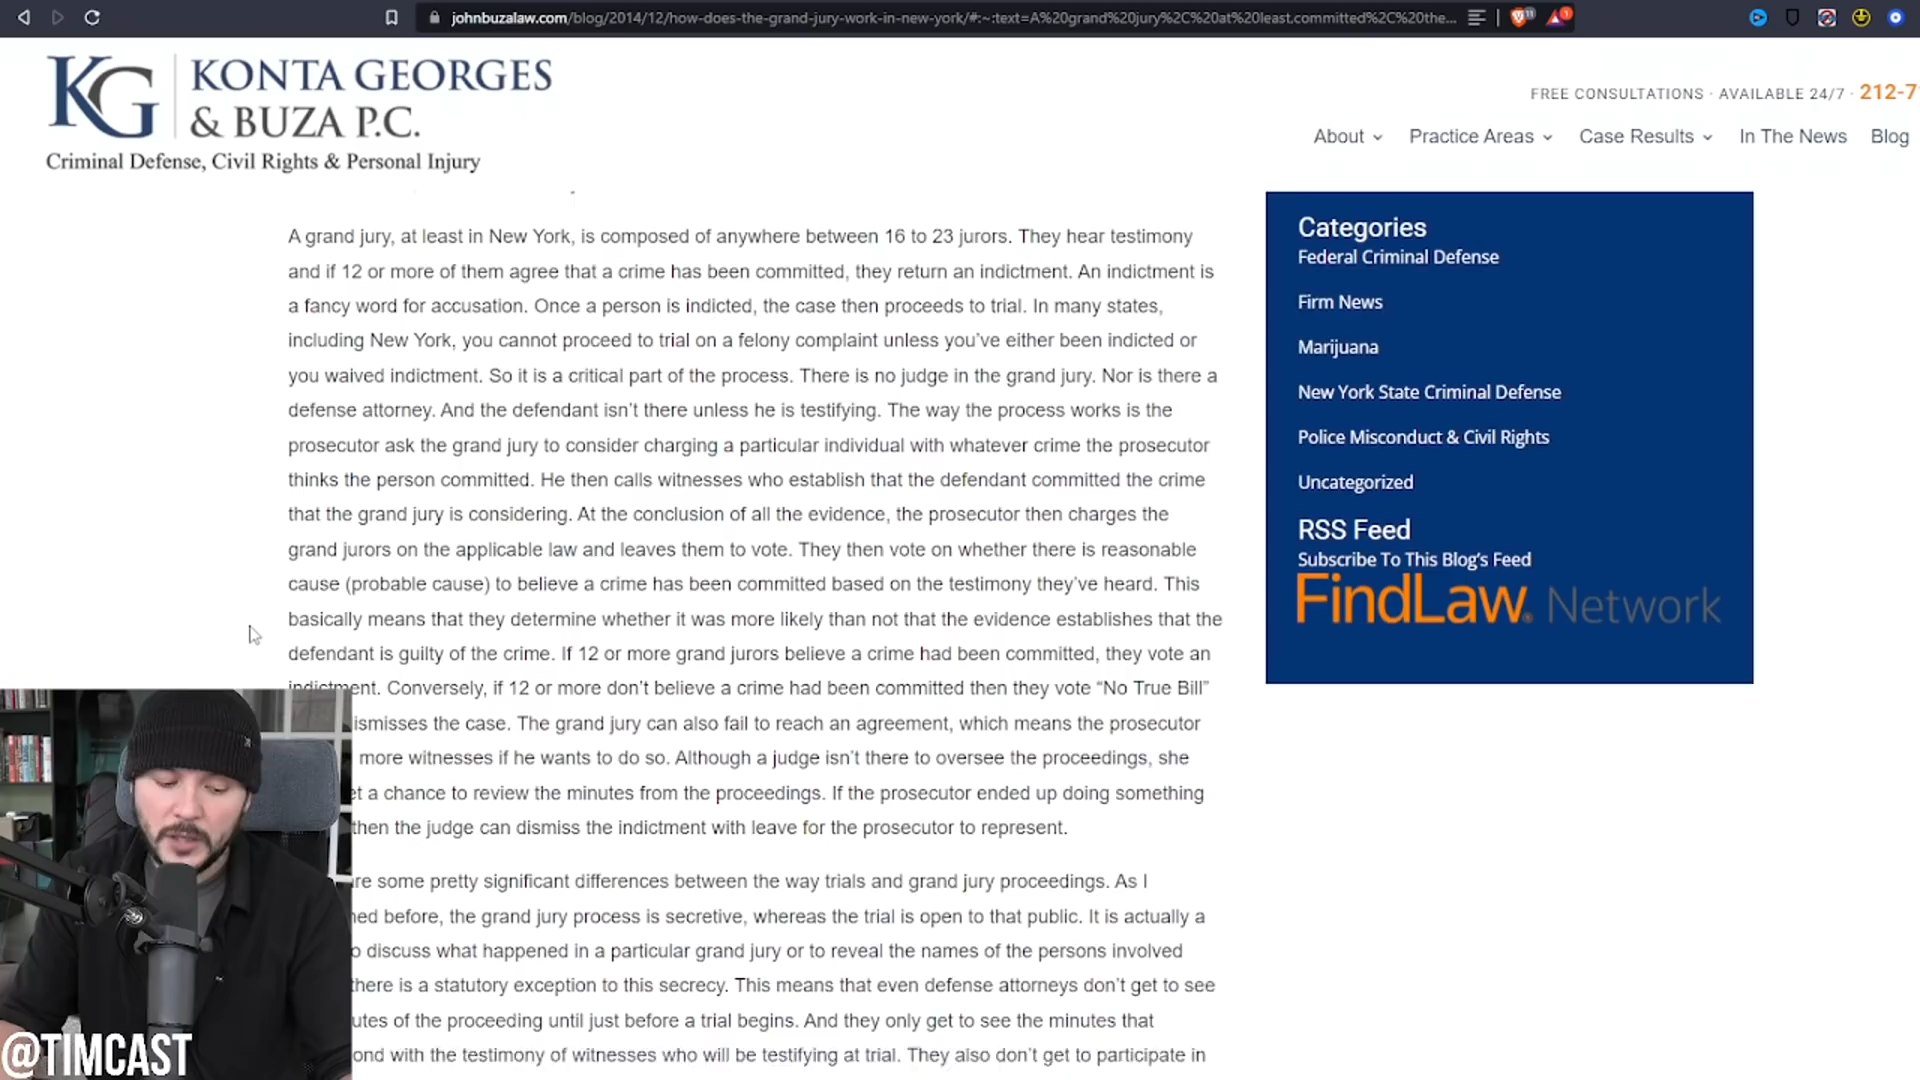 johnbuzalaw.com/blog/2014/12/how-does-the-grand-jury-work-in-new-york/#:~:text=A%20grand%20jury%2C%20at%20least.committed%2C%20the...
KG
KONTA GEORGES
& BUZA P.C.
Criminal Defense, Civil Rights & Personal Injury
FREE CONSULTATIONS · AVAILABLE 24/7 · 212-7
About
Practice Areas
Case Results
In The News
Blog
A grand jury, at least in New York, is composed of anywhere between 16 to 23 jurors. They hear testimony
and if 12 or more of them agree that a crime has been committed, they return an indictment. An indictment is
a fancy word for accusation. Once a person is indicted, the case then proceeds to trial. In many states,
including New York, you cannot proceed to trial on a felony complaint unless you've either been indicted or
you waived indictment. So it is a critical part of the process. There is no judge in the grand jury. Nor is there a
defense attorney. And the defendant isn't there unless he is testifying. The way the process works is the
prosecutor ask the grand jury to consider charging a particular individual with whatever crime the prosecutor
thinks the person committed. He then calls witnesses who establish that the defendant committed the crime
that the grand jury is considering. At the conclusion of all the evidence, the prosecutor then charges the
grand jurors on the applicable law and leaves them to vote. They then vote on whether there is reasonable
cause (probable cause) to believe a crime has been committed based on the testimony they've heard. This
basically means that they determine whether it was more likely than not that the evidence establishes that the
defendant is guilty of the crime. If 12 or more grand jurors believe a crime had been committed, they vote an
indictment. Conversely, if 12 or more don't believe a crime had been committed then they vote “No True Bill”
ismisses the case. The grand jury can also fail to reach an agreement, which means the prosecutor
more witnesses if he wants to do so. Although a judge isn't there to oversee the proceedings, she
et a chance to review the minutes from the proceedings. If the prosecutor ended up doing something
then the judge can dismiss the indictment with leave for the prosecutor to represent.
re some pretty significant differences between the way trials and grand jury proceedings. As I
ned before, the grand jury process is secretive, whereas the trial is open to that public. It is actually a
o discuss what happened in a particular grand jury or to reveal the names of the persons involved
there is a statutory exception to this secrecy. This means that even defense attorneys don't get to see
utes of the proceeding until just before a trial begins. And they only get to see the minutes that
ond with the testimony of witnesses who will be testifying at trial. They also don't get to participate in
Categories
Federal Criminal Defense
Firm News
Marijuana
New York State Criminal Defense
Police Misconduct & Civil Rights
Uncategorized
RSS Feed
Subscribe To This Blog's Feed
FindLaw. Network
@TIMCAST